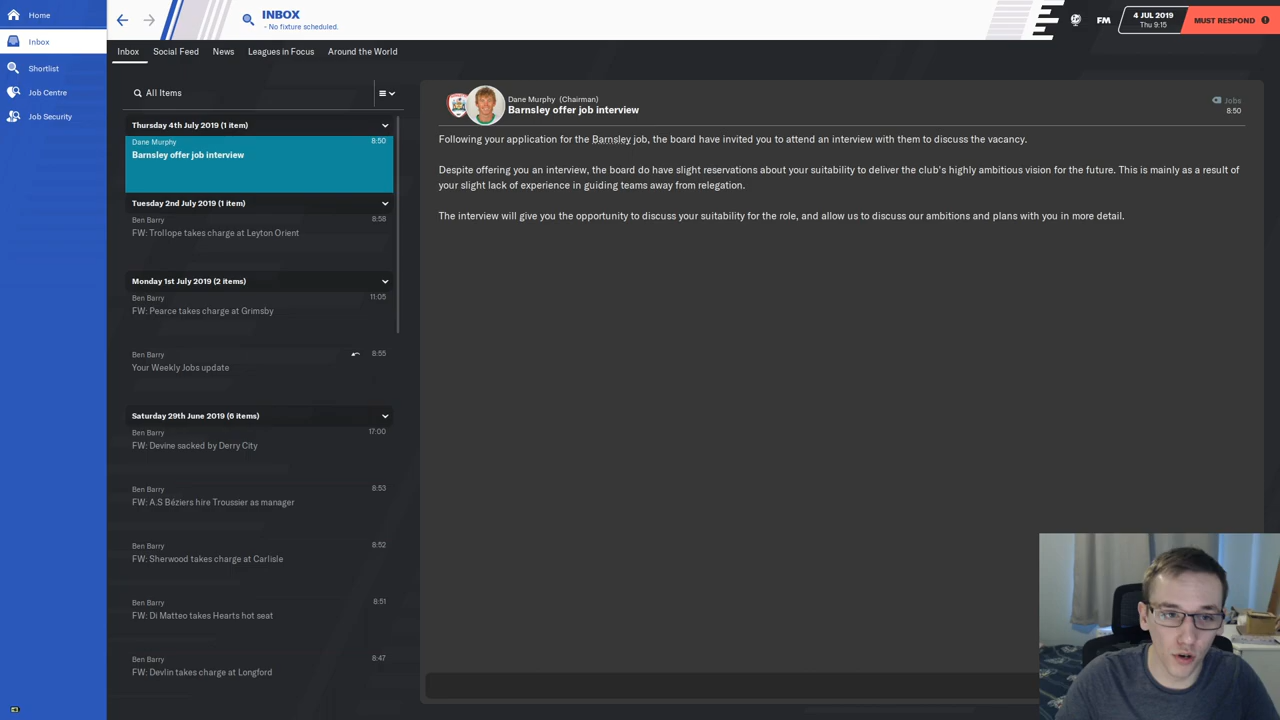 Home
Inbox
Shortlist
Job Centre
Job Security
INBOX
- No fixture scheduled.
FM
4 JUL 2019
Thu 9:15
MUST RESPOND
Inbox
Social Feed
News
Leagues in Focus
Around the World
All Items
Thursday 4th July 2019 (1 item)
Dane Murphy
8:50
Barnsley offer job interview
Tuesday 2nd July 2019 (1 item)
Ben Barry
8:58
FW: Trollope takes charge at Leyton Orient
Monday 1st July 2019 (2 items)
Ben Barry
11:05
FW: Pearce takes charge at Grimsby
Ben Barry
8:55
Your Weekly Jobs update
Saturday 29th June 2019 (6 items)
Ben Barry
17:00
FW: Devine sacked by Derry City
Ben Barry
8:53
FW: A.S Béziers hire Troussier as manager
Ben Barry
8:52
FW: Sherwood takes charge at Carlisle
Ben Barry
8:51
FW: Di Matteo takes Hearts hot seat
Ben Barry
8:47
FW: Devlin takes charge at Longford
Dane Murphy (Chairman)
Barnsley offer job interview
Jobs
8:50
Following your application for the Barnsley job, the board have invited you to attend an interview with them to discuss the vacancy.
Despite offering you an interview, the board do have slight reservations about your suitability to deliver the club's highly ambitious vision for the future. This is mainly as a result of
your slight lack of experience in guiding teams away from relegation.
The interview will give you the opportunity to discuss your suitability for the role, and allow us to discuss our ambitions and plans with you in more detail.